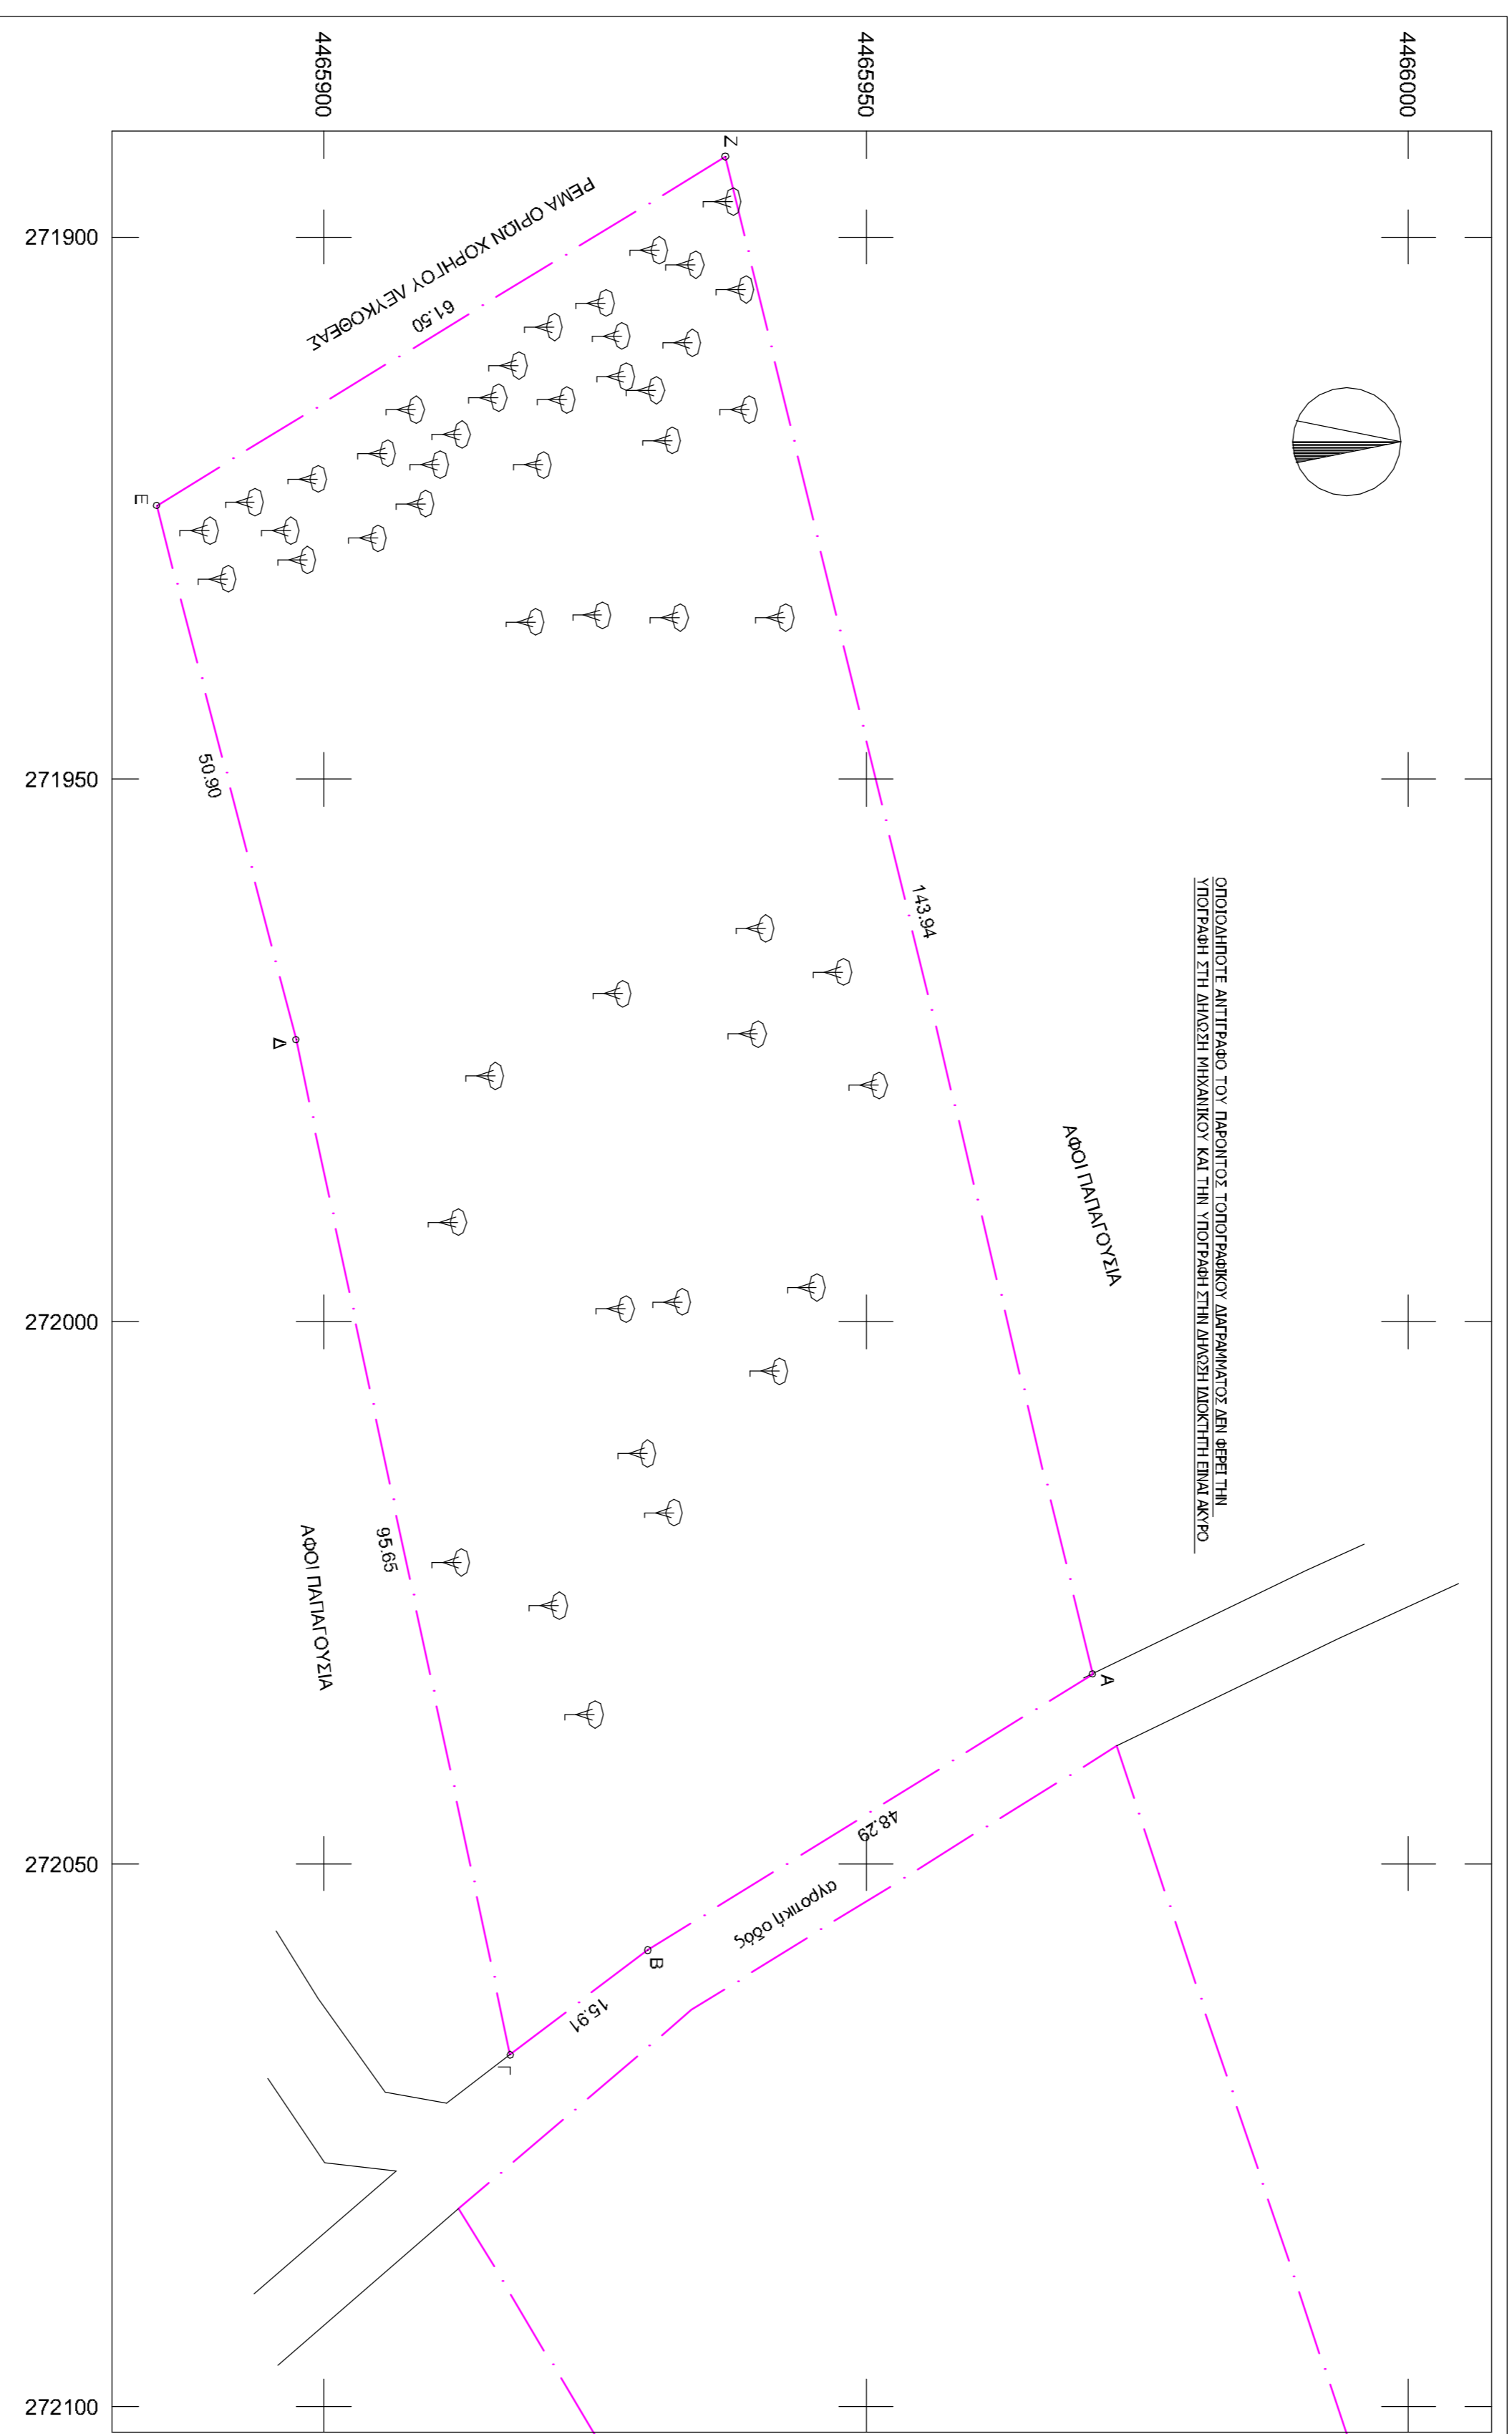 4465900
4465950
4466000
271900
271950
272000
272050
272100
Ζ
ΡΕΜΑ ΟΡΙΩΝ ΧΟΡΗΓΟΥ ΛΕΥΚΟΘΕΑΣ
61.50
Ε
50.90
Δ
143.94
ΟΠΟΙΟΔΗΠΟΤΕ ΑΝΤΙΓΡΑΦΟ ΤΟΥ ΠΑΡΟΝΤΟΣ ΤΟΠΟΓΡΑΦΙΚΟΥ ΔΙΑΓΡΑΜΜΑΤΟΣ ΔΕΝ ΦΕΡΕΙ ΤΗΝ
ΥΠΟΓΡΑΦΗ ΣΤΗ ΔΗΛΩΣΗ ΜΗΧΑΝΙΚΟΥ ΚΑΙ ΤΗΝ ΥΠΟΓΡΑΦΗ ΣΤΗΝ ΔΗΛΩΣΗ ΙΔΙΟΚΤΗΤΗ ΕΙΝΑΙ ΑΚΥΡΟ
ΑΦΟΙ ΠΑΠΑΓΟΥΣΙΑ
95.65
ΑΦΟΙ ΠΑΠΑΓΟΥΣΙΑ
Α
48.29
αγροτική οδός
Β
15.91
Γ